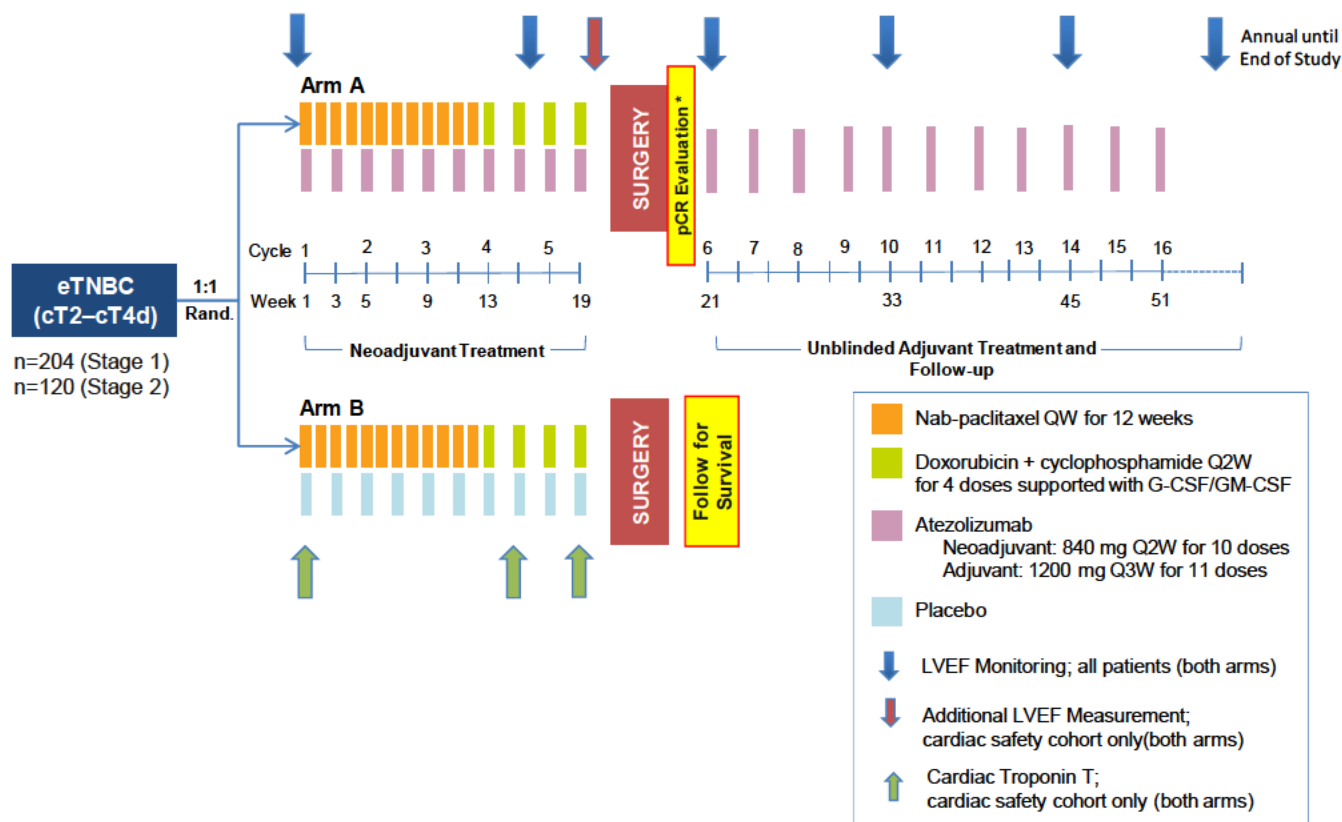 Annual until
End of Study
Arm A
SURGERY
pCR Evaluation *
Cycle 1 2 3 4 5 6 7 8 9 10 11 12 13 14 15 16
eTNBC
(cT2–cT4d)
1:1
Rand.
Week 1 3 5 9 13 19 21 33 45 51
n=204 (Stage 1)
n=120 (Stage 2)
Neoadjuvant Treatment
Unblinded Adjuvant Treatment and
Follow-up
Arm B
SURGERY
Follow for
Survival
Nab-paclitaxel QW for 12 weeks
Doxorubicin + cyclophosphamide Q2W
for 4 doses supported with G-CSF/GM-CSF
Atezolizumab
Neoadjuvant: 840 mg Q2W for 10 doses
Adjuvant: 1200 mg Q3W for 11 doses
Placebo
LVEF Monitoring; all patients (both arms)
Additional LVEF Measurement;
cardiac safety cohort only(both arms)
Cardiac Troponin T;
cardiac safety cohort only (both arms)